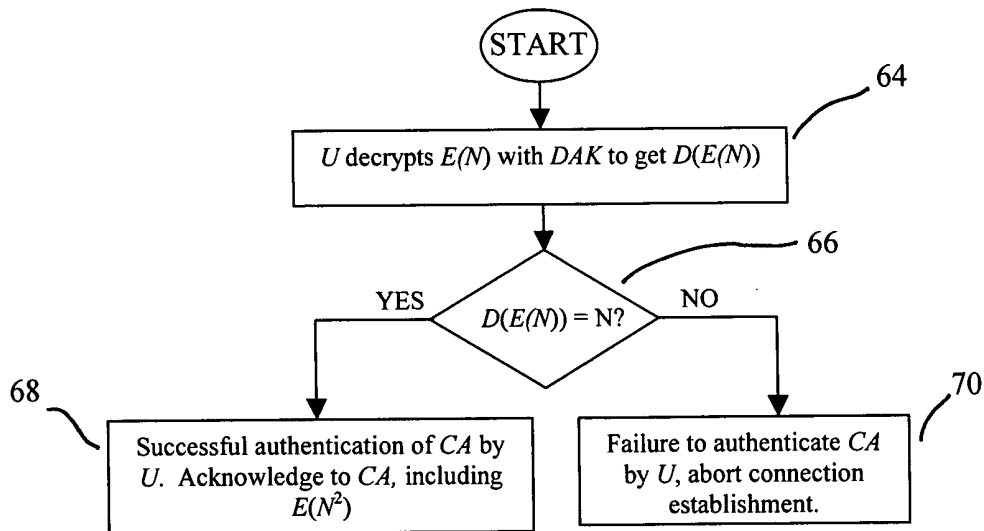 START
64
U decrypts E(N) with DAK to get D(E(N))
66
YES
NO
D(E(N)) = N?
68
70
Successful authentication of CA by
U. Acknowledge to CA, including
E(N²)
Failure to authenticate CA
by U, abort connection
establishment.